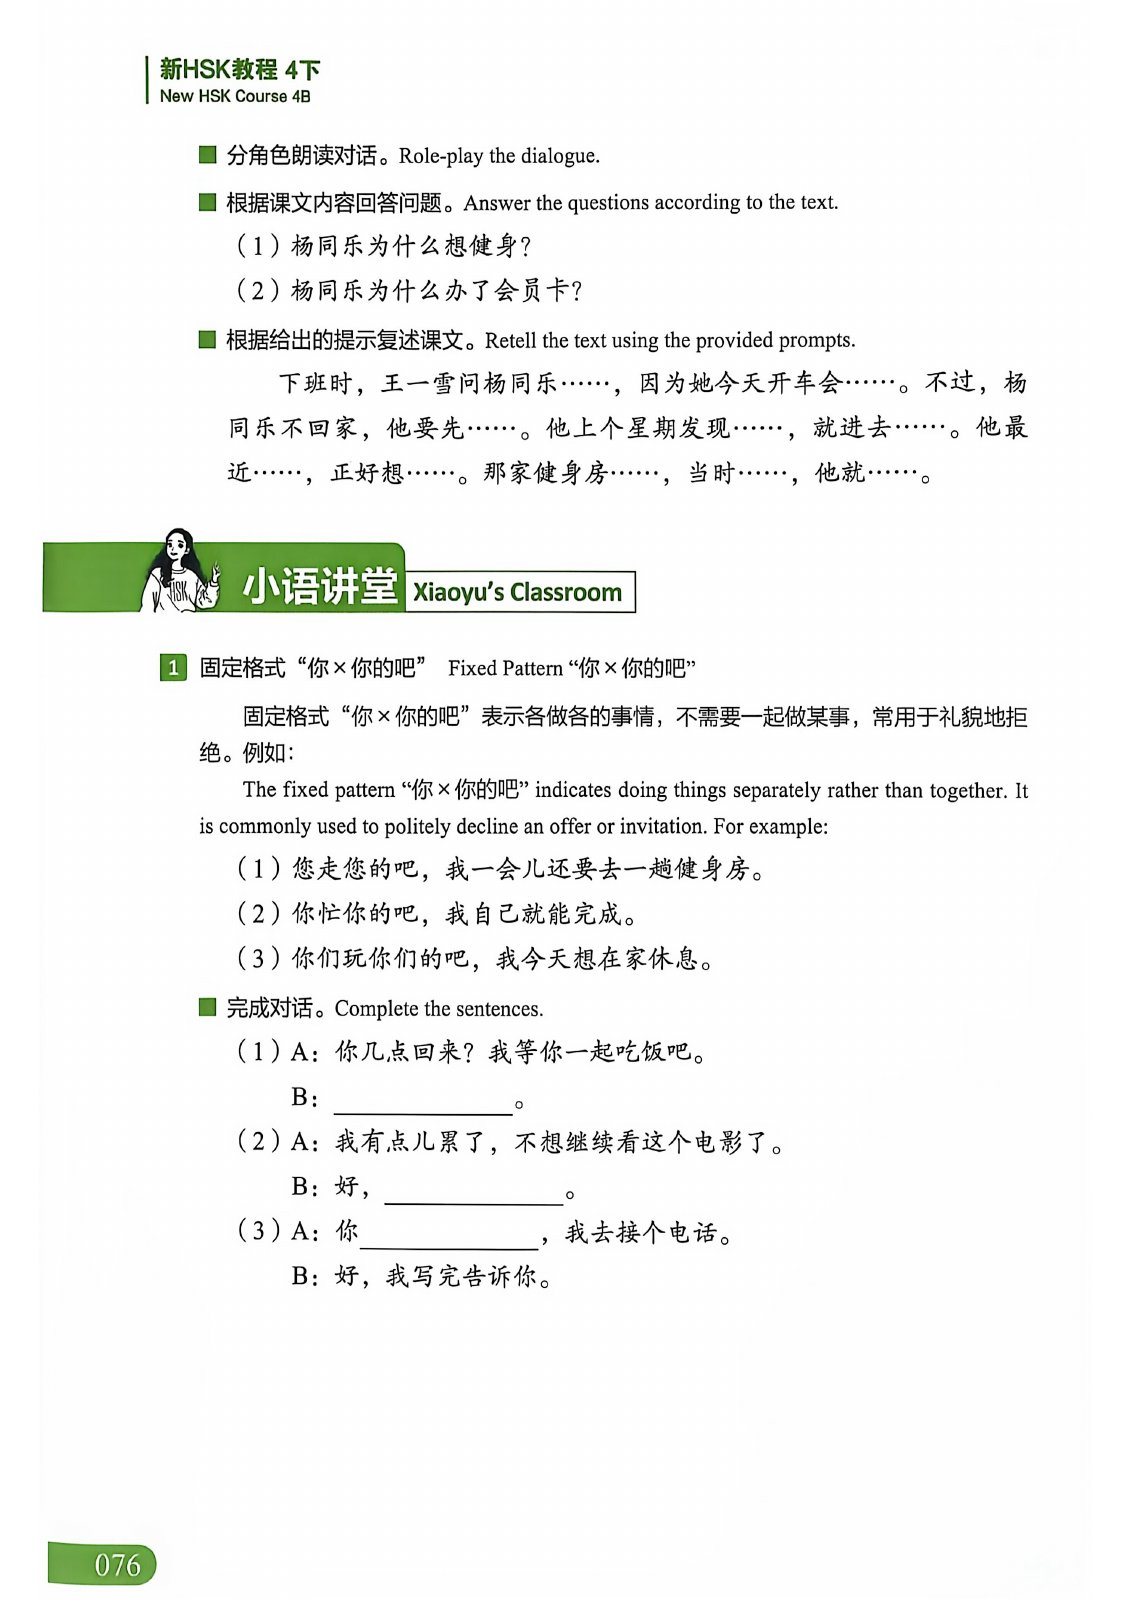 新HSK教程 4下
New HSK Course 4B
分角色朗读对话。Role-play the dialogue.
根据课文内容回答问题。Answer the questions according to the text.
（1）杨同乐为什么想健身？
（2）杨同乐为什么办了会员卡？
根据给出的提示复述课文。Retell the text using the provided prompts.
下班时，王一雪问杨同乐……，因为她今天开车会……。不过，杨
同乐不回家，他要先……。他上个星期发现……，就进去……。他最
近……，正好想……。那家健身房……，当时……，他就……。
HSK
小语讲堂 Xiaoyu's Classroom
1 固定格式“你×你的吧” Fixed Pattern “你×你的吧”
固定格式“你×你的吧”表示各做各的事情，不需要一起做某事，常用于礼貌地拒
绝。例如：
The fixed pattern “你×你的吧” indicates doing things separately rather than together. It
is commonly used to politely decline an offer or invitation. For example:
（1）您走您的吧，我一会儿还要去一趟健身房。
（2）你忙你的吧，我自己就能完成。
（3）你们玩你们的吧，我今天想在家休息。
完成对话。Complete the sentences.
（1）A：你几点回来？我等你一起吃饭吧。
B：______________。
（2）A：我有点儿累了，不想继续看这个电影了。
B：好，______________。
（3）A：你______________，我去接个电话。
B：好，我写完告诉你。
076